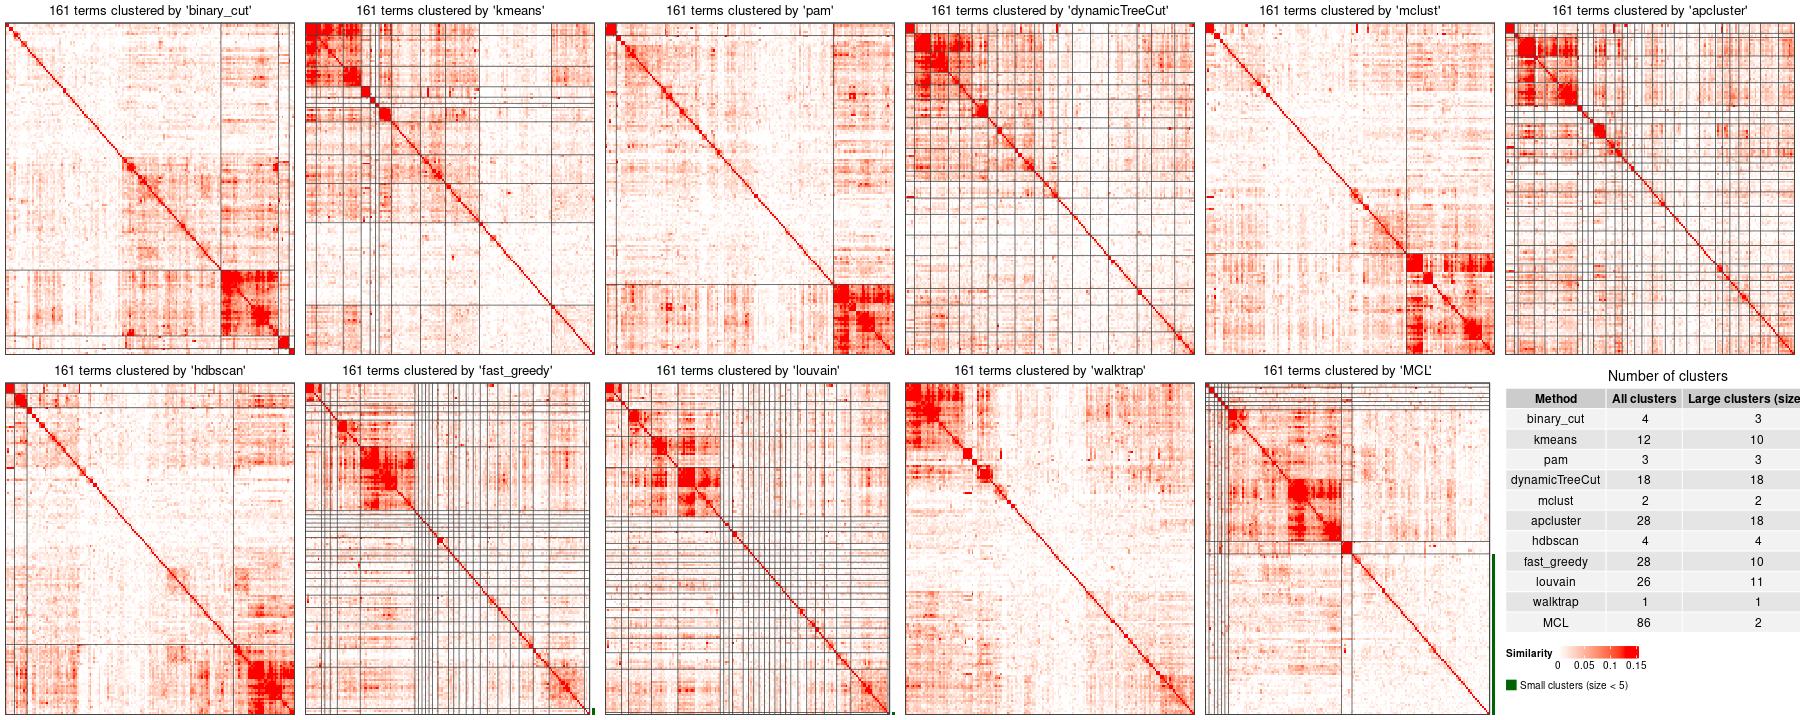 161 terms clustered by 'binary_cut'
161 terms clustered by 'kmeans'
161 terms clustered by 'pam'
161 terms clustered by 'dynamicTreeCut'
161 terms clustered by 'mclust'
161 terms clustered by 'apcluster'
161 terms clustered by 'hdbscan'
161 terms clustered by 'fast_greedy'
161 terms clustered by 'louvain'
161 terms clustered by 'walktrap'
161 terms clustered by 'MCL'
Number of clusters
Method All clusters Large clusters (size
binary_cut 4 3
kmeans 12 10
pam 3 3
dynamicTreeCut 18 18
mclust 2 2
apcluster 28 18
hdbscan 4 4
fast_greedy 28 10
louvain 26 11
walktrap 1 1
MCL 86 2
Similarity
0 0.05 0.1 0.15
Small clusters (size < 5)